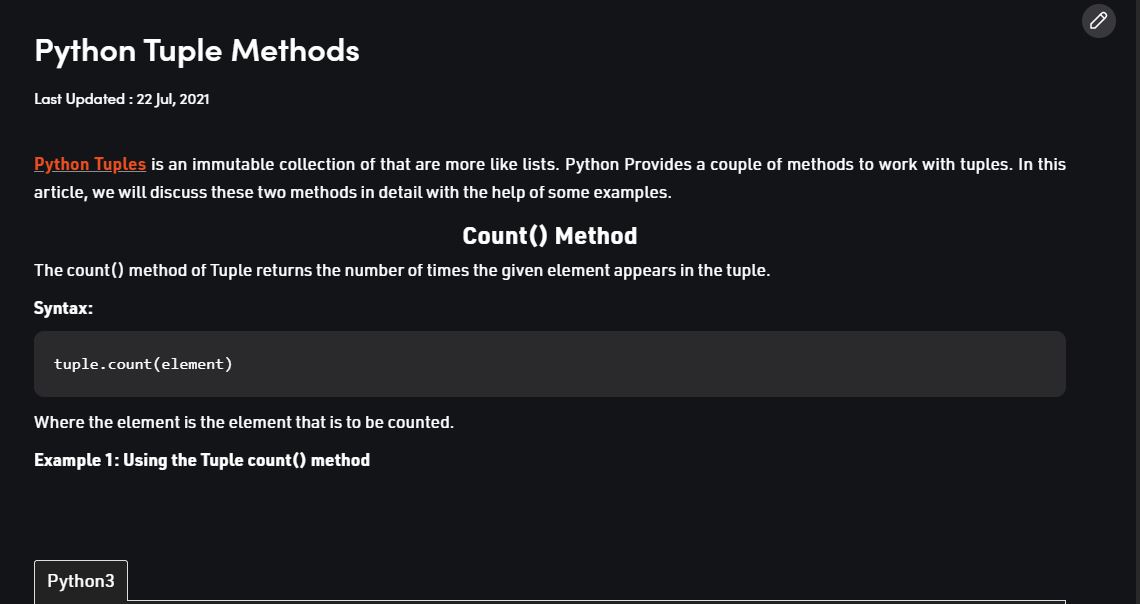 Python Tuple Methods
Last Updated : 22 Jul, 2021
Python Tuples is an immutable collection of that are more like lists. Python Provides a couple of methods to work with tuples. In this
article, we will discuss these two methods in detail with the help of some examples.
Count() Method
The count() method of Tuple returns the number of times the given element appears in the tuple.
Syntax:
tuple.count(element)
Where the element is the element that is to be counted.
Example 1: Using the Tuple count() method
Python3